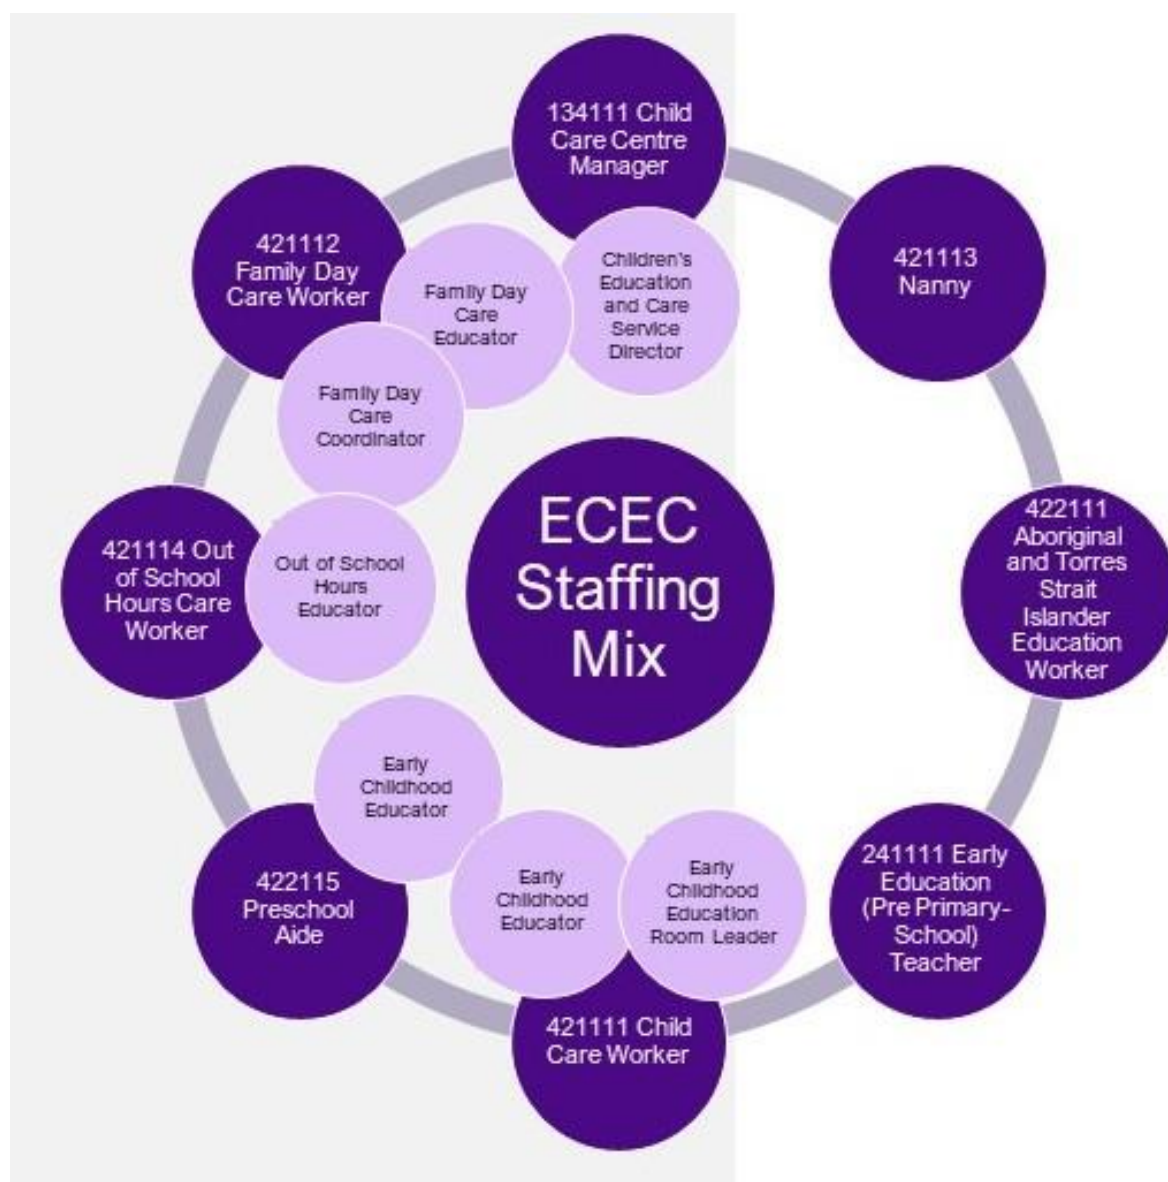 134111 Child
Care Centre
Manager
421113
Nanny
422111
Aboriginal
and Torres
Strait
Islander
Education
Worker
241111 Early
Education
(Pre Primary-
School)
Teacher
421111 Child
Care Worker
422115
Preschool
Aide
421114 Out
of School
Hours Care
Worker
421112
Family Day
Care Worker
Children's
Education
and Care
Service
Director
Family Day
Care
Educator
Family Day
Care
Coordinator
Out of School
Hours
Educator
Early
Childhood
Educator
Early
Childhood
Educator
Early
Childhood
Education
Room Leader
ECEC
Staffing
Mix